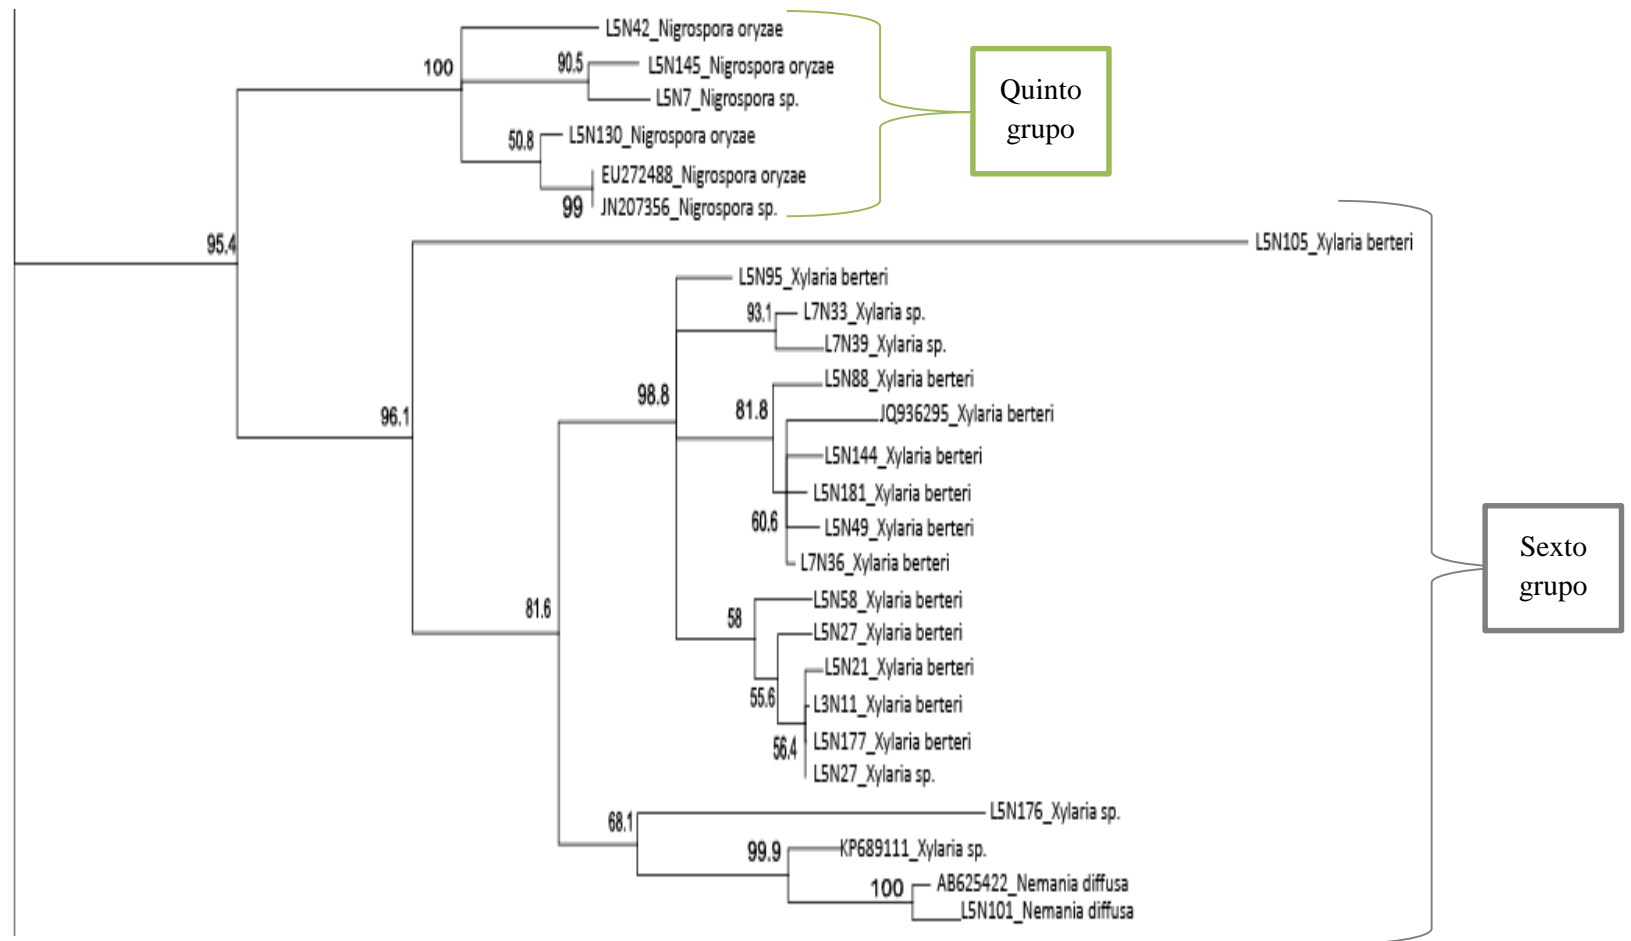 L5N42_Nigrospora oryzae
100
90.5
L5N145_Nigrospora oryzae
L5N7_Nigrospora sp.
Quinto
grupo
50.8
L5N130_Nigrospora oryzae
EU272488_Nigrospora oryzae
99
JN207356_Nigrospora sp.
95.4
L5N105_Xylaria berteri
L5N95_Xylaria berteri
93.1
L7N33_Xylaria sp.
L7N39_Xylaria sp.
98.8
L5N88_Xylaria berteri
81.8
JQ936295_Xylaria berteri
96.1
L5N144_Xylaria berteri
L5N181_Xylaria berteri
60.6
L5N49_Xylaria berteri
L7N36_Xylaria berteri
Sexto
grupo
81.6
L5N58_Xylaria berteri
58
L5N27_Xylaria berteri
L5N21_Xylaria berteri
55.6
L3N11_Xylaria berteri
56.4
L5N177_Xylaria berteri
L5N27_Xylaria sp.
L5N176_Xylaria sp.
68.1
99.9
KP689111_Xylaria sp.
100
AB625422_Nemania diffusa
L5N101_Nemania diffusa